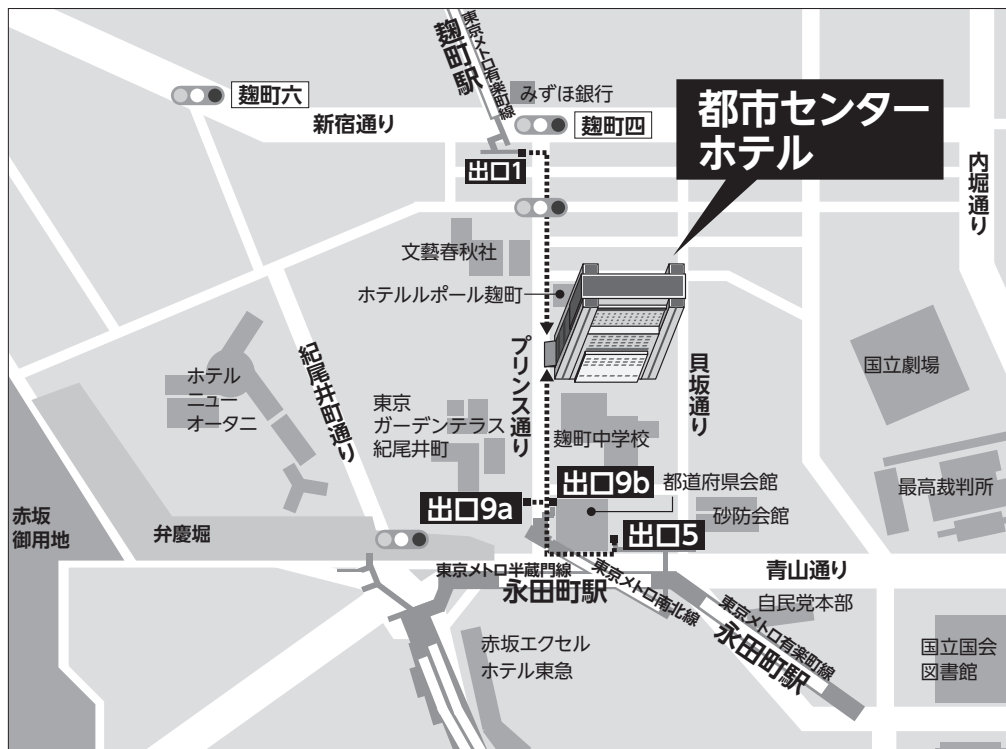 東京メトロ有楽町線
麹町駅
麹町六
みずほ銀行
新宿通り
麹町四
都市センター
ホテル
出口1
内堀通り
文藝春秋社
ホテルルポール麹町
プリンス通り
貝坂通り
国立劇場
紀尾井町通り
ホテル
ニュー
オータニ
東京
ガーデンテラス
紀尾井町
麹町中学校
出口9b
都道府県会館
出口9a
砂防会館
最高裁判所
出口5
赤坂
御用地
弁慶堀
東京メトロ半蔵門線
永田町駅
東京メトロ南北線
青山通り
自民党本部
東京メトロ有楽町線
永田町駅
赤坂エクセル
ホテル東急
国立国会
図書館